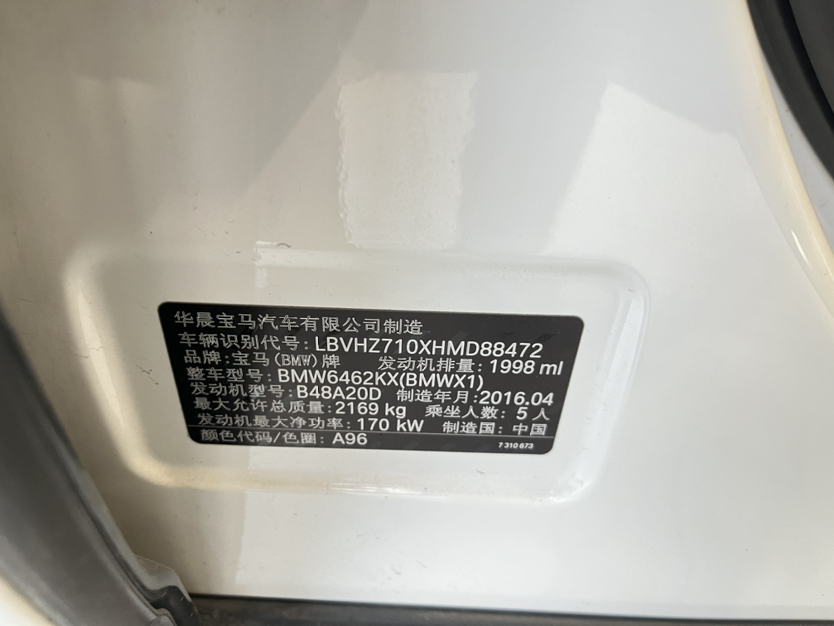 华晨宝马汽车有限公司制造
车辆识别代号: LBVHZ710XHMD88472
品牌: 宝马(BMW)牌 发动机排量: 1998 ml
整车型号: BMW6462KX(BMWX1)
发动机型号: B48A20D 制造年月: 2016.04
最大允许总质量: 2169 kg 乘坐人数: 5 人
发动机最大净功率: 170 kW 制造国: 中国
颜色代码/色圈: A96 7 310 673